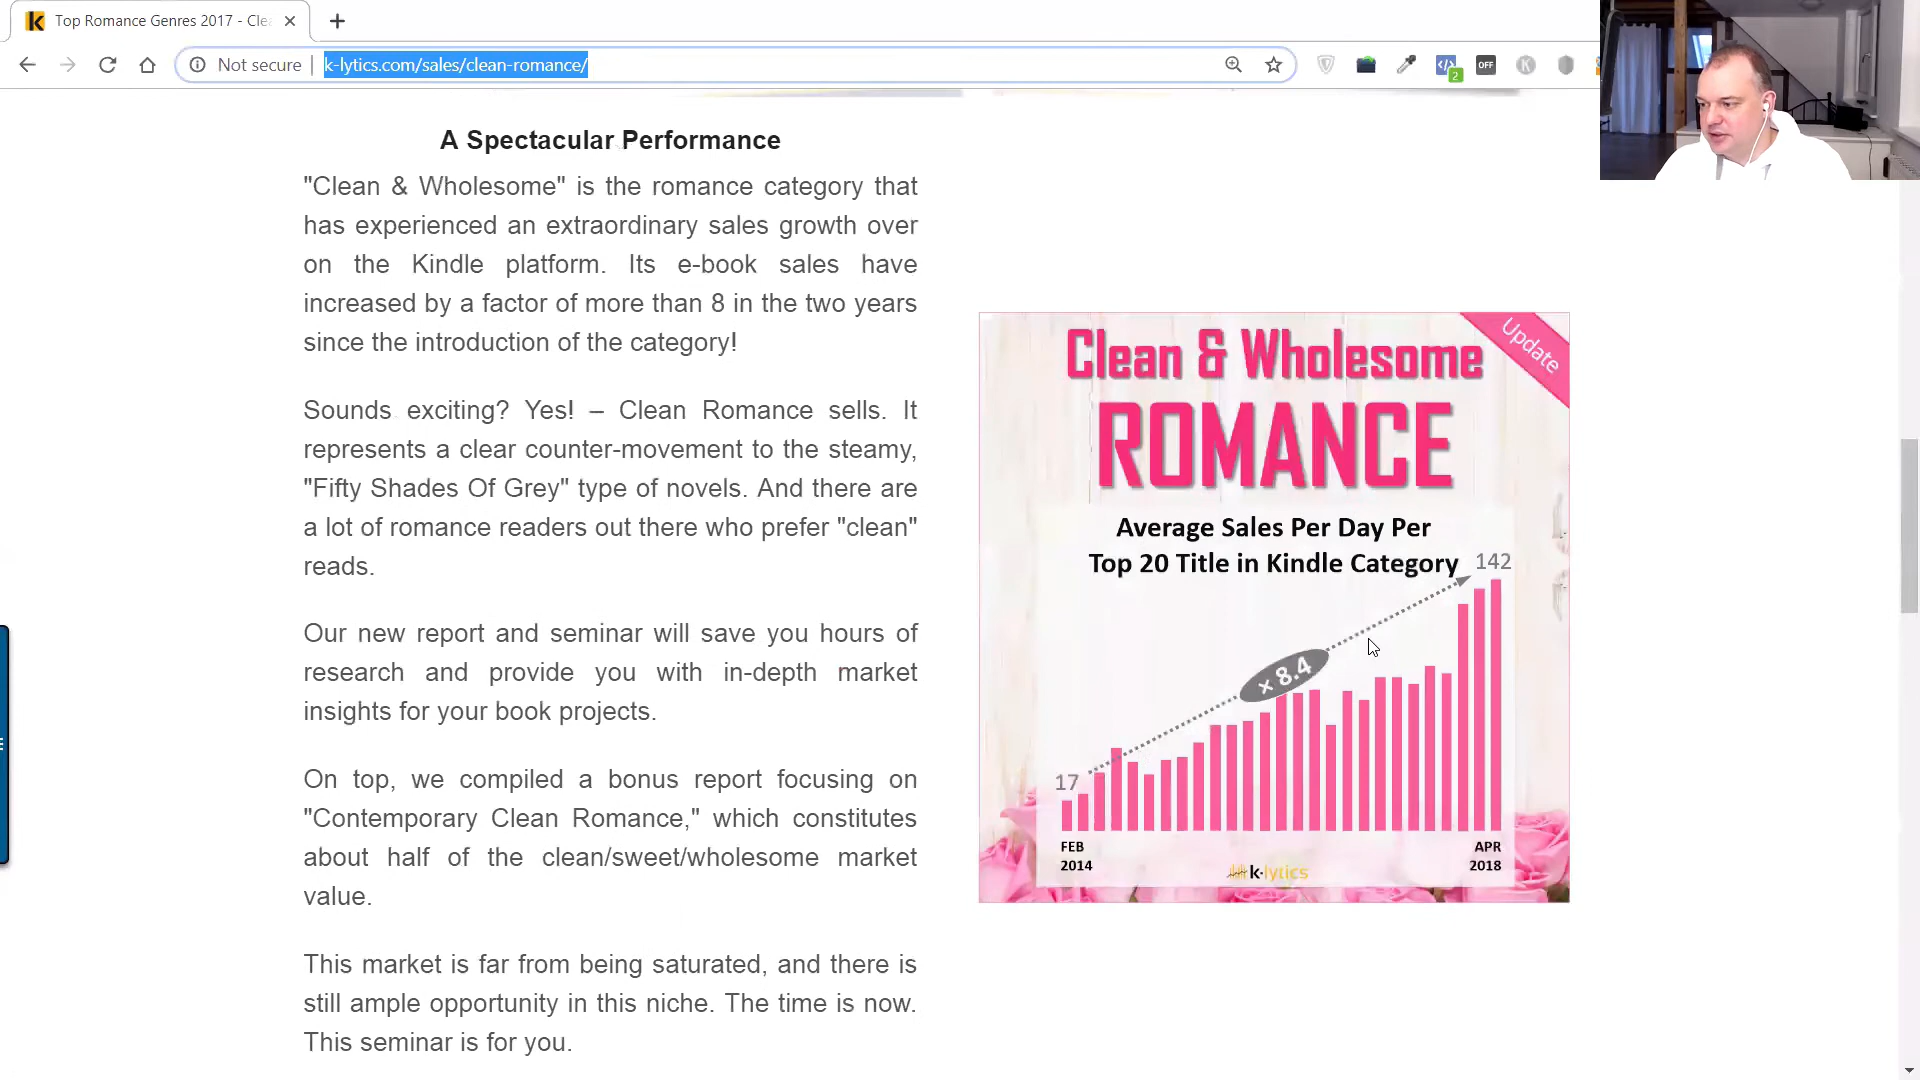 Top Romance Genres 2017 - Clea
Not secure
k-lytics.com/sales/clean-romance/
2
OFF
A Spectacular Performance
"Clean & Wholesome" is the romance category that
has experienced an extraordinary sales growth over
on the Kindle platform. Its e-book sales have
increased by a factor of more than 8 in the two years
since the introduction of the category!
Sounds exciting? Yes! – Clean Romance sells. It
represents a clear counter-movement to the steamy,
"Fifty Shades Of Grey" type of novels. And there are
a lot of romance readers out there who prefer "clean"
reads.
Our new report and seminar will save you hours of
research and provide you with in-depth market
insights for your book projects.
On top, we compiled a bonus report focusing on
"Contemporary Clean Romance," which constitutes
about half of the clean/sweet/wholesome market
value.
This market is far from being saturated, and there is
still ample opportunity in this niche. The time is now.
This seminar is for you.
Update
Clean & Wholesome
ROMANCE
Average Sales Per Day Per
Top 20 Title in Kindle Category
142
× 8.4
17
FEB
2014
APR
2018
k-lytics